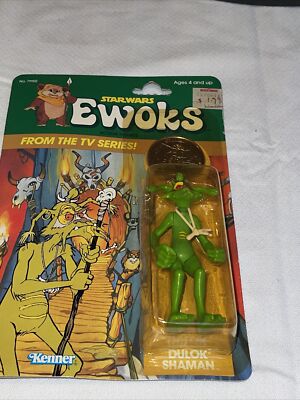 Ages 4 and up
STAR WARS
Ewoks
FROM THE TV SERIES!
Kenner
DULOK
SHAMAN